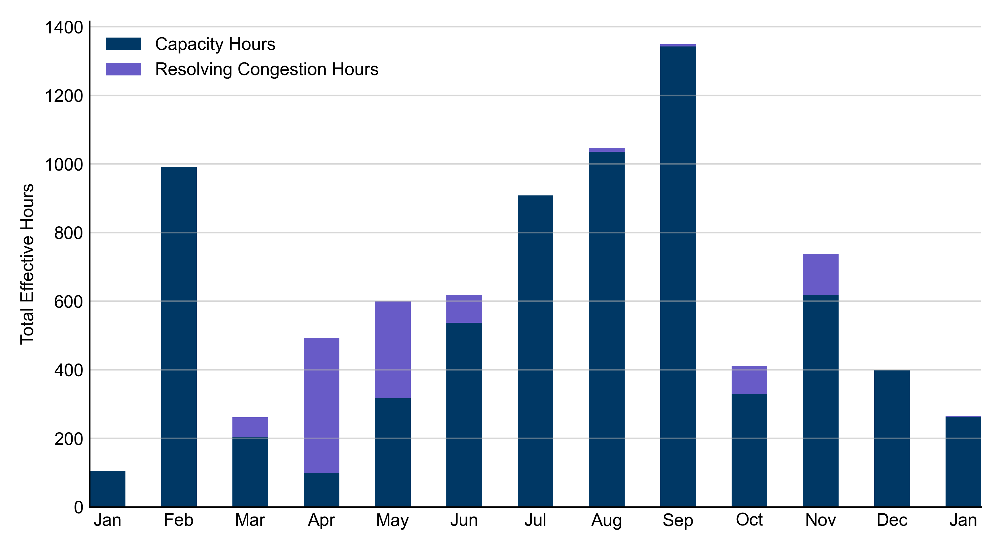 Total Effective Hours
1400
1200
1000
800
600
400
200
0
Capacity Hours
Resolving Congestion Hours
Jan Feb Mar Apr May Jun Jul Aug Sep Oct Nov Dec Jan